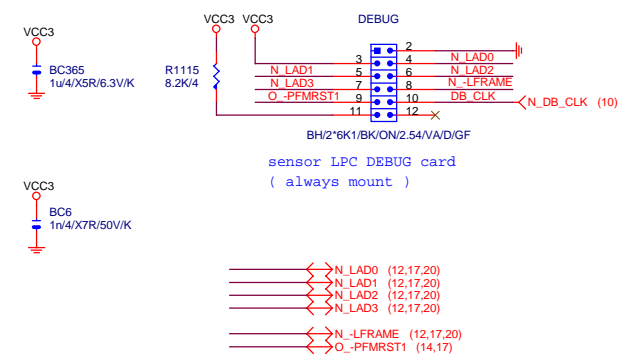 VCC3 VCC3 DEBUG
VCC3
2
3 4 N_LAD0
BC365 R1115 N_LAD1 5 6 N_LAD2
1u/4/X5R/6.3V/K 8.2K/4 N_LAD3 7 8 N_-LFRAME
O_-PFMRST1 9 10 DB_CLK N_DB_CLK (10)
11 12
BH/2*6K1/BK/ON/2.54/VA/D/GF
sensor LPC DEBUG card
( always mount )
VCC3
BC6
1n/4/X7R/50V/K
N_LAD0 (12,17,20)
N_LAD1 (12,17,20)
N_LAD2 (12,17,20)
N_LAD3 (12,17,20)
N_-LFRAME (12,17,20)
O_-PFMRST1 (14,17)